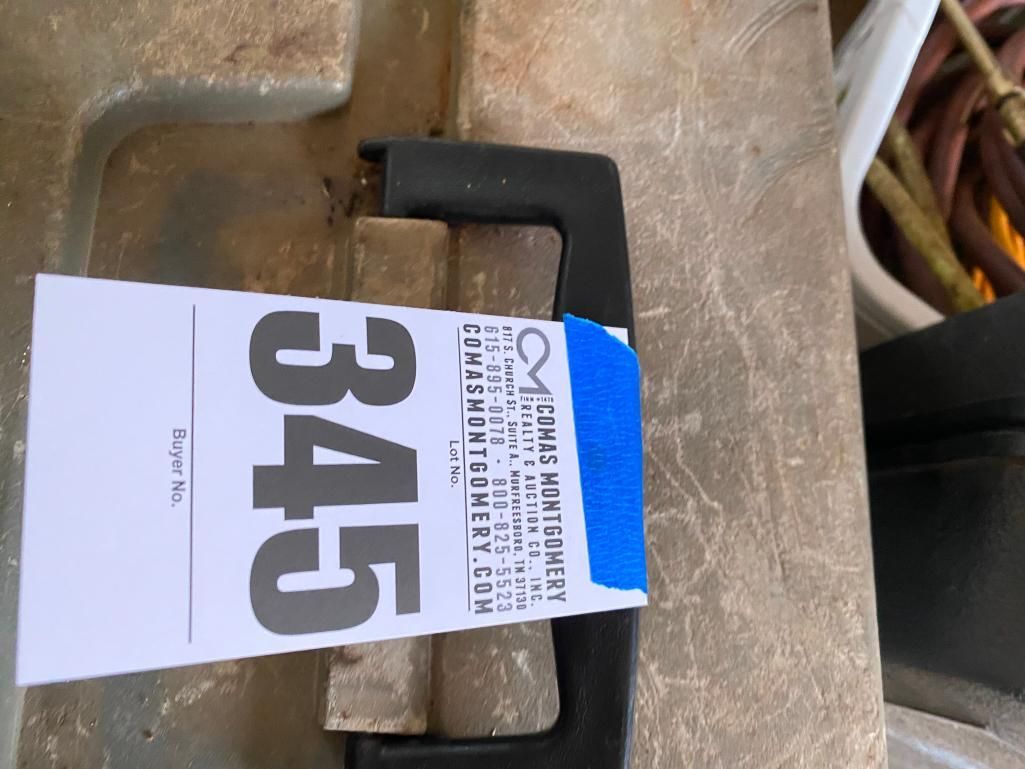 CM
COMAS MONTGOMERY
REALTY & AUCTION CO., INC.
817 S. CHURCH ST., SUITE A., MURFREESBORO, TN 37130
615-895-0078 • 800-825-5523
COMASMONTGOMERY.COM
Lot No.
345
Buyer No.